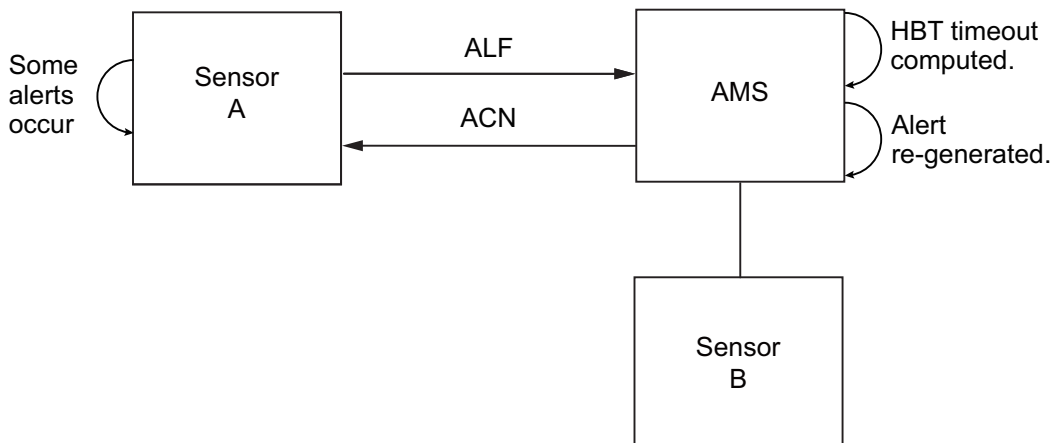 Some
alerts
occur
Sensor
A
ALF
ACN
AMS
HBT timeout
computed.
Alert
re-generated.
Sensor
B